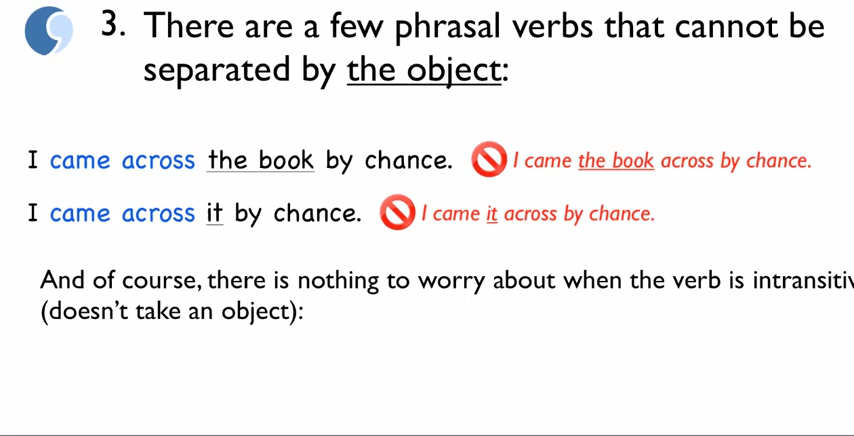 3. There are a few phrasal verbs that cannot be
separated by the object:
I came across the book by chance. I came the book across by chance.
I came across it by chance. I came it across by chance.
And of course, there is nothing to worry about when the verb is intransitiv
(doesn't take an object):